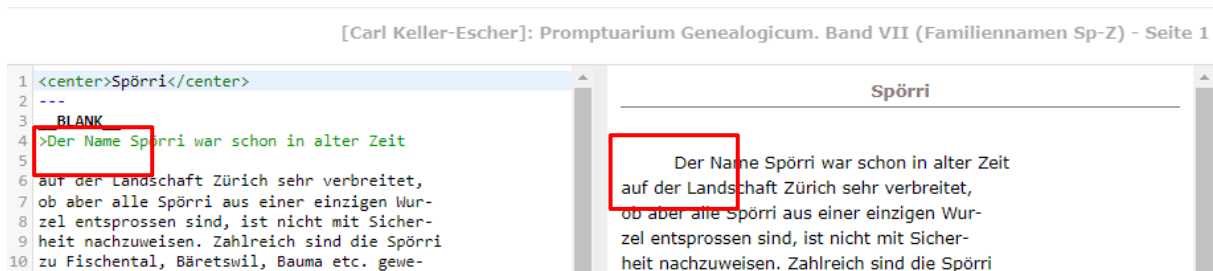 [Carl Keller-Escher]: Promptuarium Genealogicum. Band VII (Familiennamen Sp-Z) - Seite 1
1 <center>Spörri</center>
2 ---
3 __BLANK__
4 >Der Name Spörri war schon in alter Zeit
5
6 auf der Landschaft Zürich sehr verbreitet,
7 ob aber alle Spörri aus einer einzigen Wur-
8 zel entsprossen sind, ist nicht mit Sicher-
9 heit nachzuweisen. Zahlreich sind die Spörri
10 zu Fischental, Bäretswil, Bauma etc. gewe-
Spörri
Der Name Spörri war schon in alter Zeit
auf der Landschaft Zürich sehr verbreitet,
ob aber alle Spörri aus einer einzigen Wur-
zel entsprossen sind, ist nicht mit Sicher-
heit nachzuweisen. Zahlreich sind die Spörri